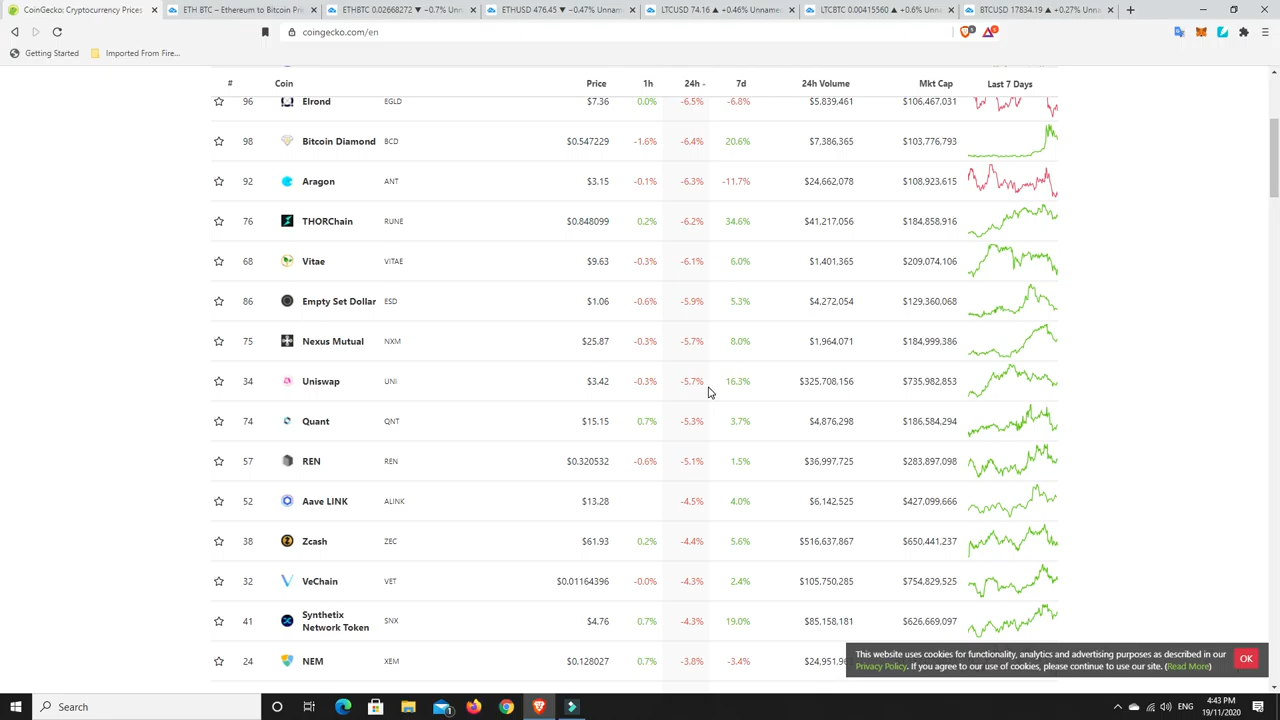 CoinGecko: Cryptocurrency Prices
ETH BTC – Ethereum to Bitcoin Pri
ETHBTC 0.02668272 ▼ −0.7% Unna
ETHUSD 476.45 ▼ −0.47% Unnam
LTCUSD 74.16 ▲ +0.46% Unname
LTCBTC 0.00415560 ▲ +0.6% Unna
BTCUSD 17834.19 ▲ +0.27% Unna
coingecko.com/en
Getting Started
Imported From Fire...
# Coin Price 1h 24h 7d 24h Volume Mkt Cap Last 7 Days
96 Elrond EGLD $7.36 0.0% -6.5% -6.8% $5,839,461 $106,467,031
98 Bitcoin Diamond BCD $0.547229 -1.6% -6.4% 20.6% $7,386,365 $103,776,793
92 Aragon ANT $3.15 -0.1% -6.3% -11.7% $24,662,078 $108,923,615
76 THORChain RUNE $0.848099 0.2% -6.2% 34.6% $41,217,056 $184,858,916
68 Vitae VITAE $9.63 -0.3% -6.1% 6.0% $1,401,365 $209,074,106
86 Empty Set Dollar ESD $1.06 -0.6% -5.9% 5.3% $4,272,054 $129,360,068
75 Nexus Mutual NXM $25.87 -0.3% -5.7% 8.0% $1,964,071 $184,999,386
34 Uniswap UNI $3.42 -0.3% -5.7% 16.3% $325,708,156 $735,982,853
74 Quant QNT $15.15 0.7% -5.3% 3.7% $4,876,298 $186,584,294
57 REN REN $0.320532 -0.6% -5.1% 1.5% $36,997,725 $283,897,098
52 Aave LINK ALINK $13.28 -4.5% 4.0% $6,142,525 $427,099,666
38 Zcash ZEC $61.93 0.2% -4.4% 5.6% $516,637,867 $650,441,237
32 VeChain VET $0.01164396 -0.0% -4.3% 2.4% $105,750,285 $754,829,525
41 Synthetix Network Token SNX $4.76 0.7% -4.3% 19.0% $85,158,181 $626,669,097
24 NEM XEM $0.128027 0.7% -3.8% -3.4% $24,951,9
This website uses cookies for functionality, analytics and advertising purposes as described in our
Privacy Policy. If you agree to our use of cookies, please continue to use our site. (Read More)
OK
Search
ENG
4:43 PM
19/11/2020